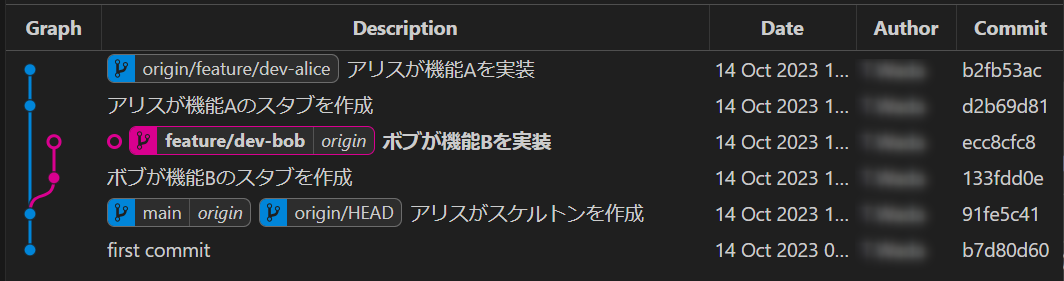 Graph Description Date Author Commit
origin/feature/dev-alice アリスが機能Aを実装 14 Oct 2023 1... b2fb53ac
アリスが機能Aのスタブを作成 14 Oct 2023 1... d2b69d81
feature/dev-bob origin ボブが機能Bを実装 14 Oct 2023 1... ecc8cfc8
ボブが機能Bのスタブを作成 14 Oct 2023 1... 133fdd0e
main origin origin/HEAD アリスがスケルトンを作成 14 Oct 2023 1... 91fe5c41
first commit 14 Oct 2023 0... b7d80d60